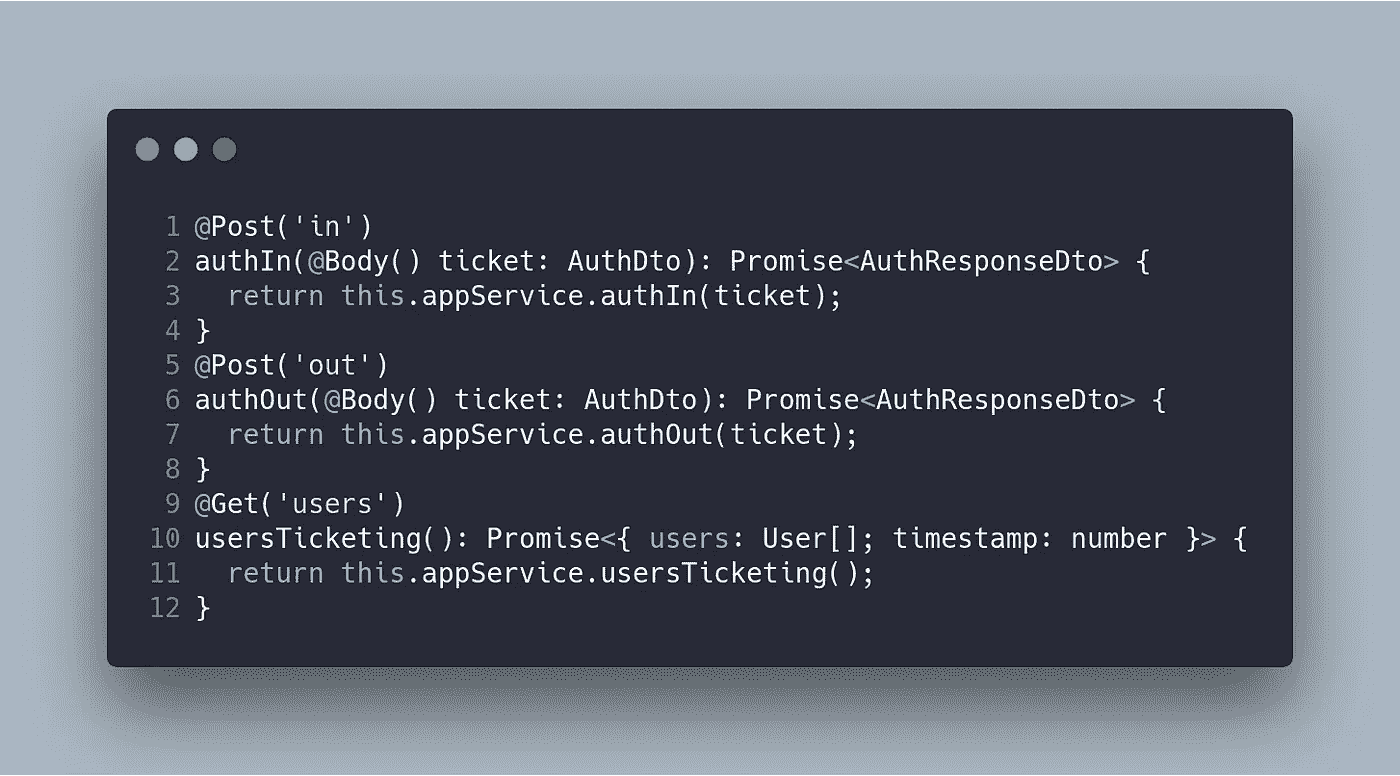 1 @Post('in')
2 authIn(@Body() ticket: AuthDto): Promise<AuthResponseDto> {
3   return this.appService.authIn(ticket);
4 }
5 @Post('out')
6 authOut(@Body() ticket: AuthDto): Promise<AuthResponseDto> {
7   return this.appService.authOut(ticket);
8 }
9 @Get('users')
10 usersTicketing(): Promise<{ users: User[]; timestamp: number }> {
11   return this.appService.usersTicketing();
12 }